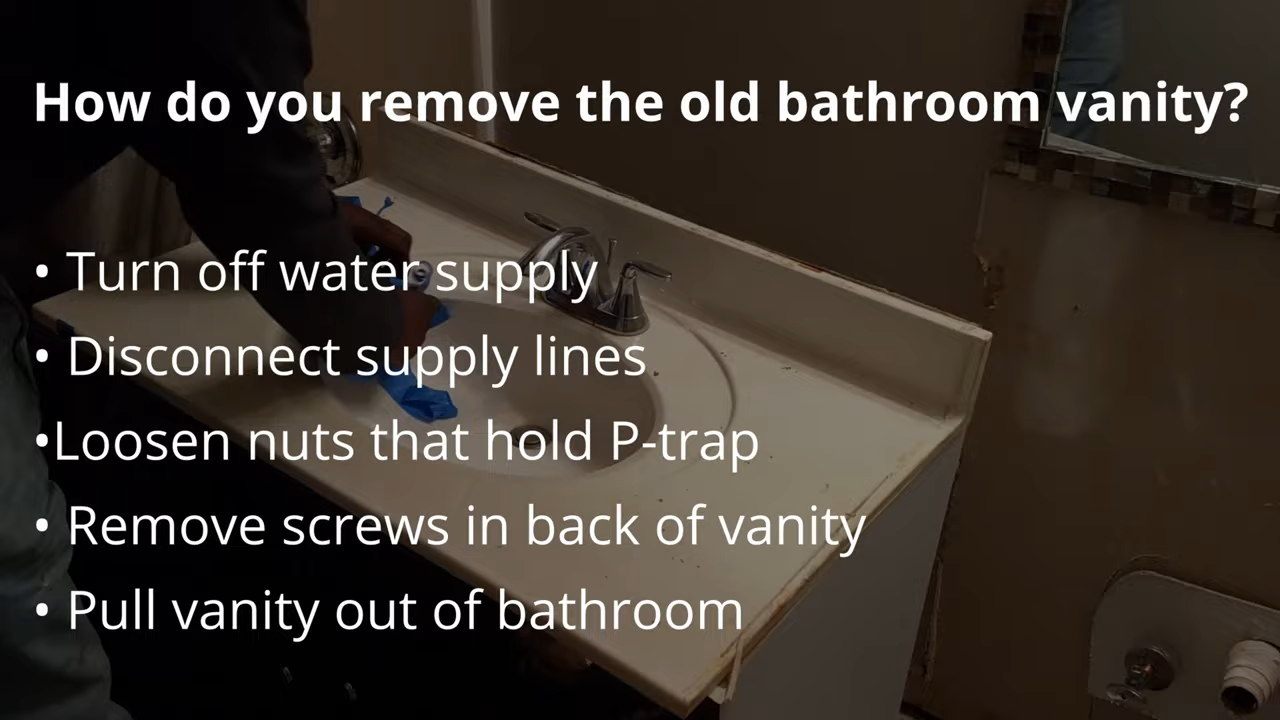 How do you remove the old bathroom vanity?
• Turn off water supply
• Disconnect supply lines
•Loosen nuts that hold P-trap
• Remove screws in back of vanity
• Pull vanity out of bathroom